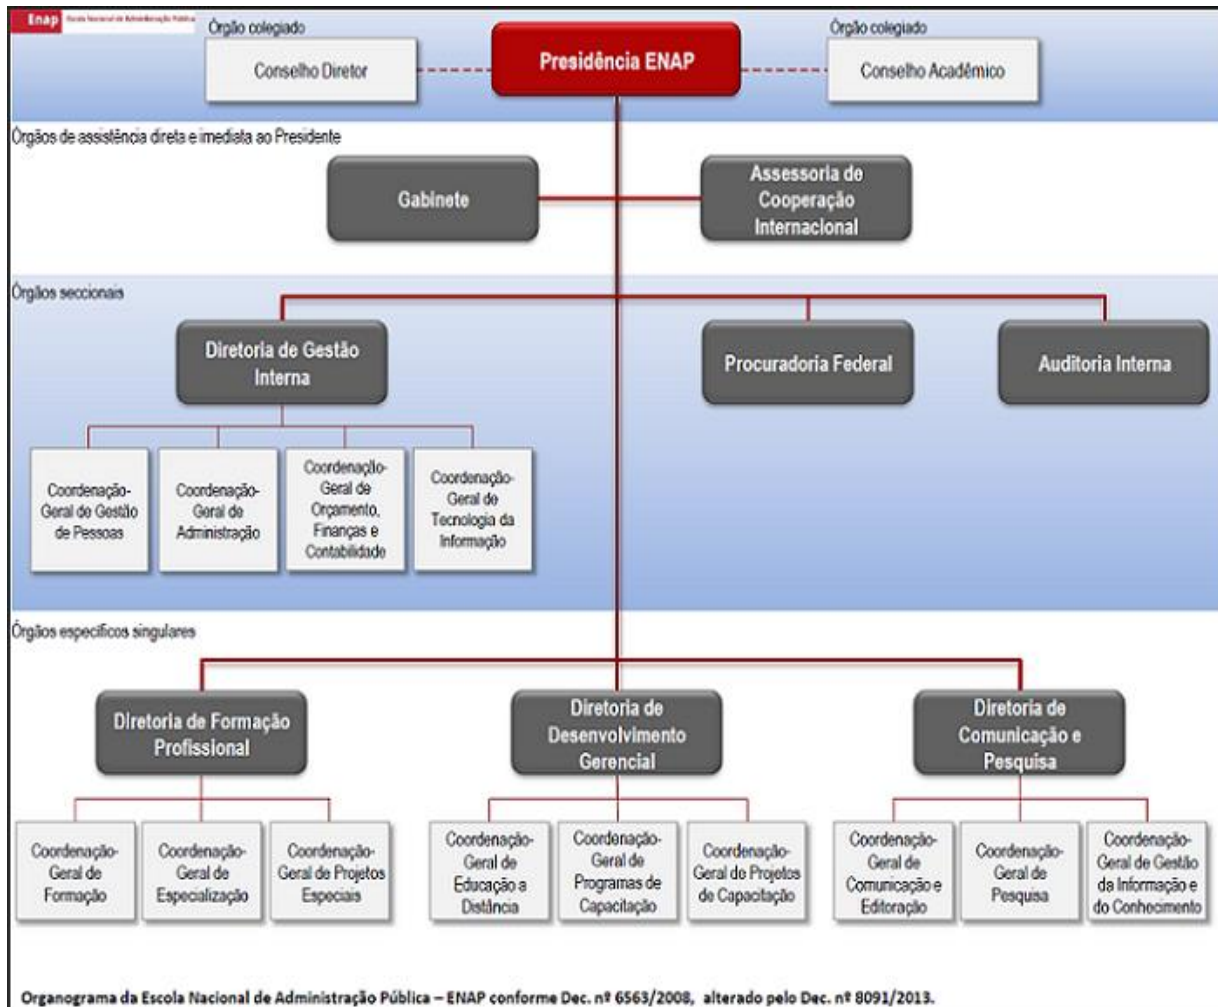 Enap Escola Nacional de Administração Pública
Órgão colegiado
Conselho Diretor
Presidência ENAP
Órgão colegiado
Conselho Acadêmico
Órgãos de assistência direta e imediata ao Presidente
Gabinete
Assessoria de
Cooperação
Internacional
Órgãos seccionais
Diretoria de Gestão
Interna
Procuradoria Federal
Auditoria Interna
Coordenação-
Geral de Gestão
de Pessoas
Coordenação-
Geral de
Administração
Coordenação-
Geral de
Orçamento,
Finanças e
Contabilidade
Coordenação-
Geral de
Tecnologia da
Informação
Órgãos específicos singulares
Diretoria de Formação
Profissional
Diretoria de
Desenvolvimento
Gerencial
Diretoria de
Comunicação e
Pesquisa
Coordenação-
Geral de
Formação
Coordenação-
Geral de
Especialização
Coordenação-
Geral de Projetos
Especiais
Coordenação-
Geral de
Educação a
Distância
Coordenação-
Geral de
Programas de
Capacitação
Coordenação-
Geral de Projetos
de Capacitação
Coordenação-
Geral de
Comunicação e
Editoração
Coordenação-
Geral de
Pesquisa
Coordenação-
Geral de Gestão
da Informação e
do Conhecimento
Organograma da Escola Nacional de Administração Pública – ENAP conforme Dec. nº 6563/2008, alterado pelo Dec. nº 8091/2013.